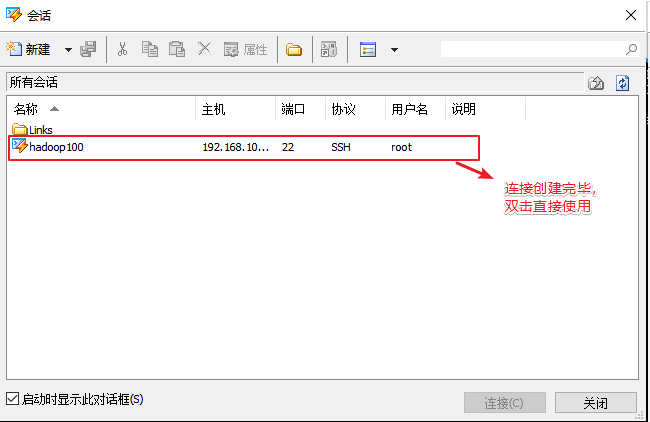 会话
新建
属性
所有会话
名称 主机 端口 协议 用户名 说明
Links
hadoop100 192.168.10... 22 SSH root
连接创建完毕，
双击直接使用
启动时显示此对话框(S)
连接(C) 关闭